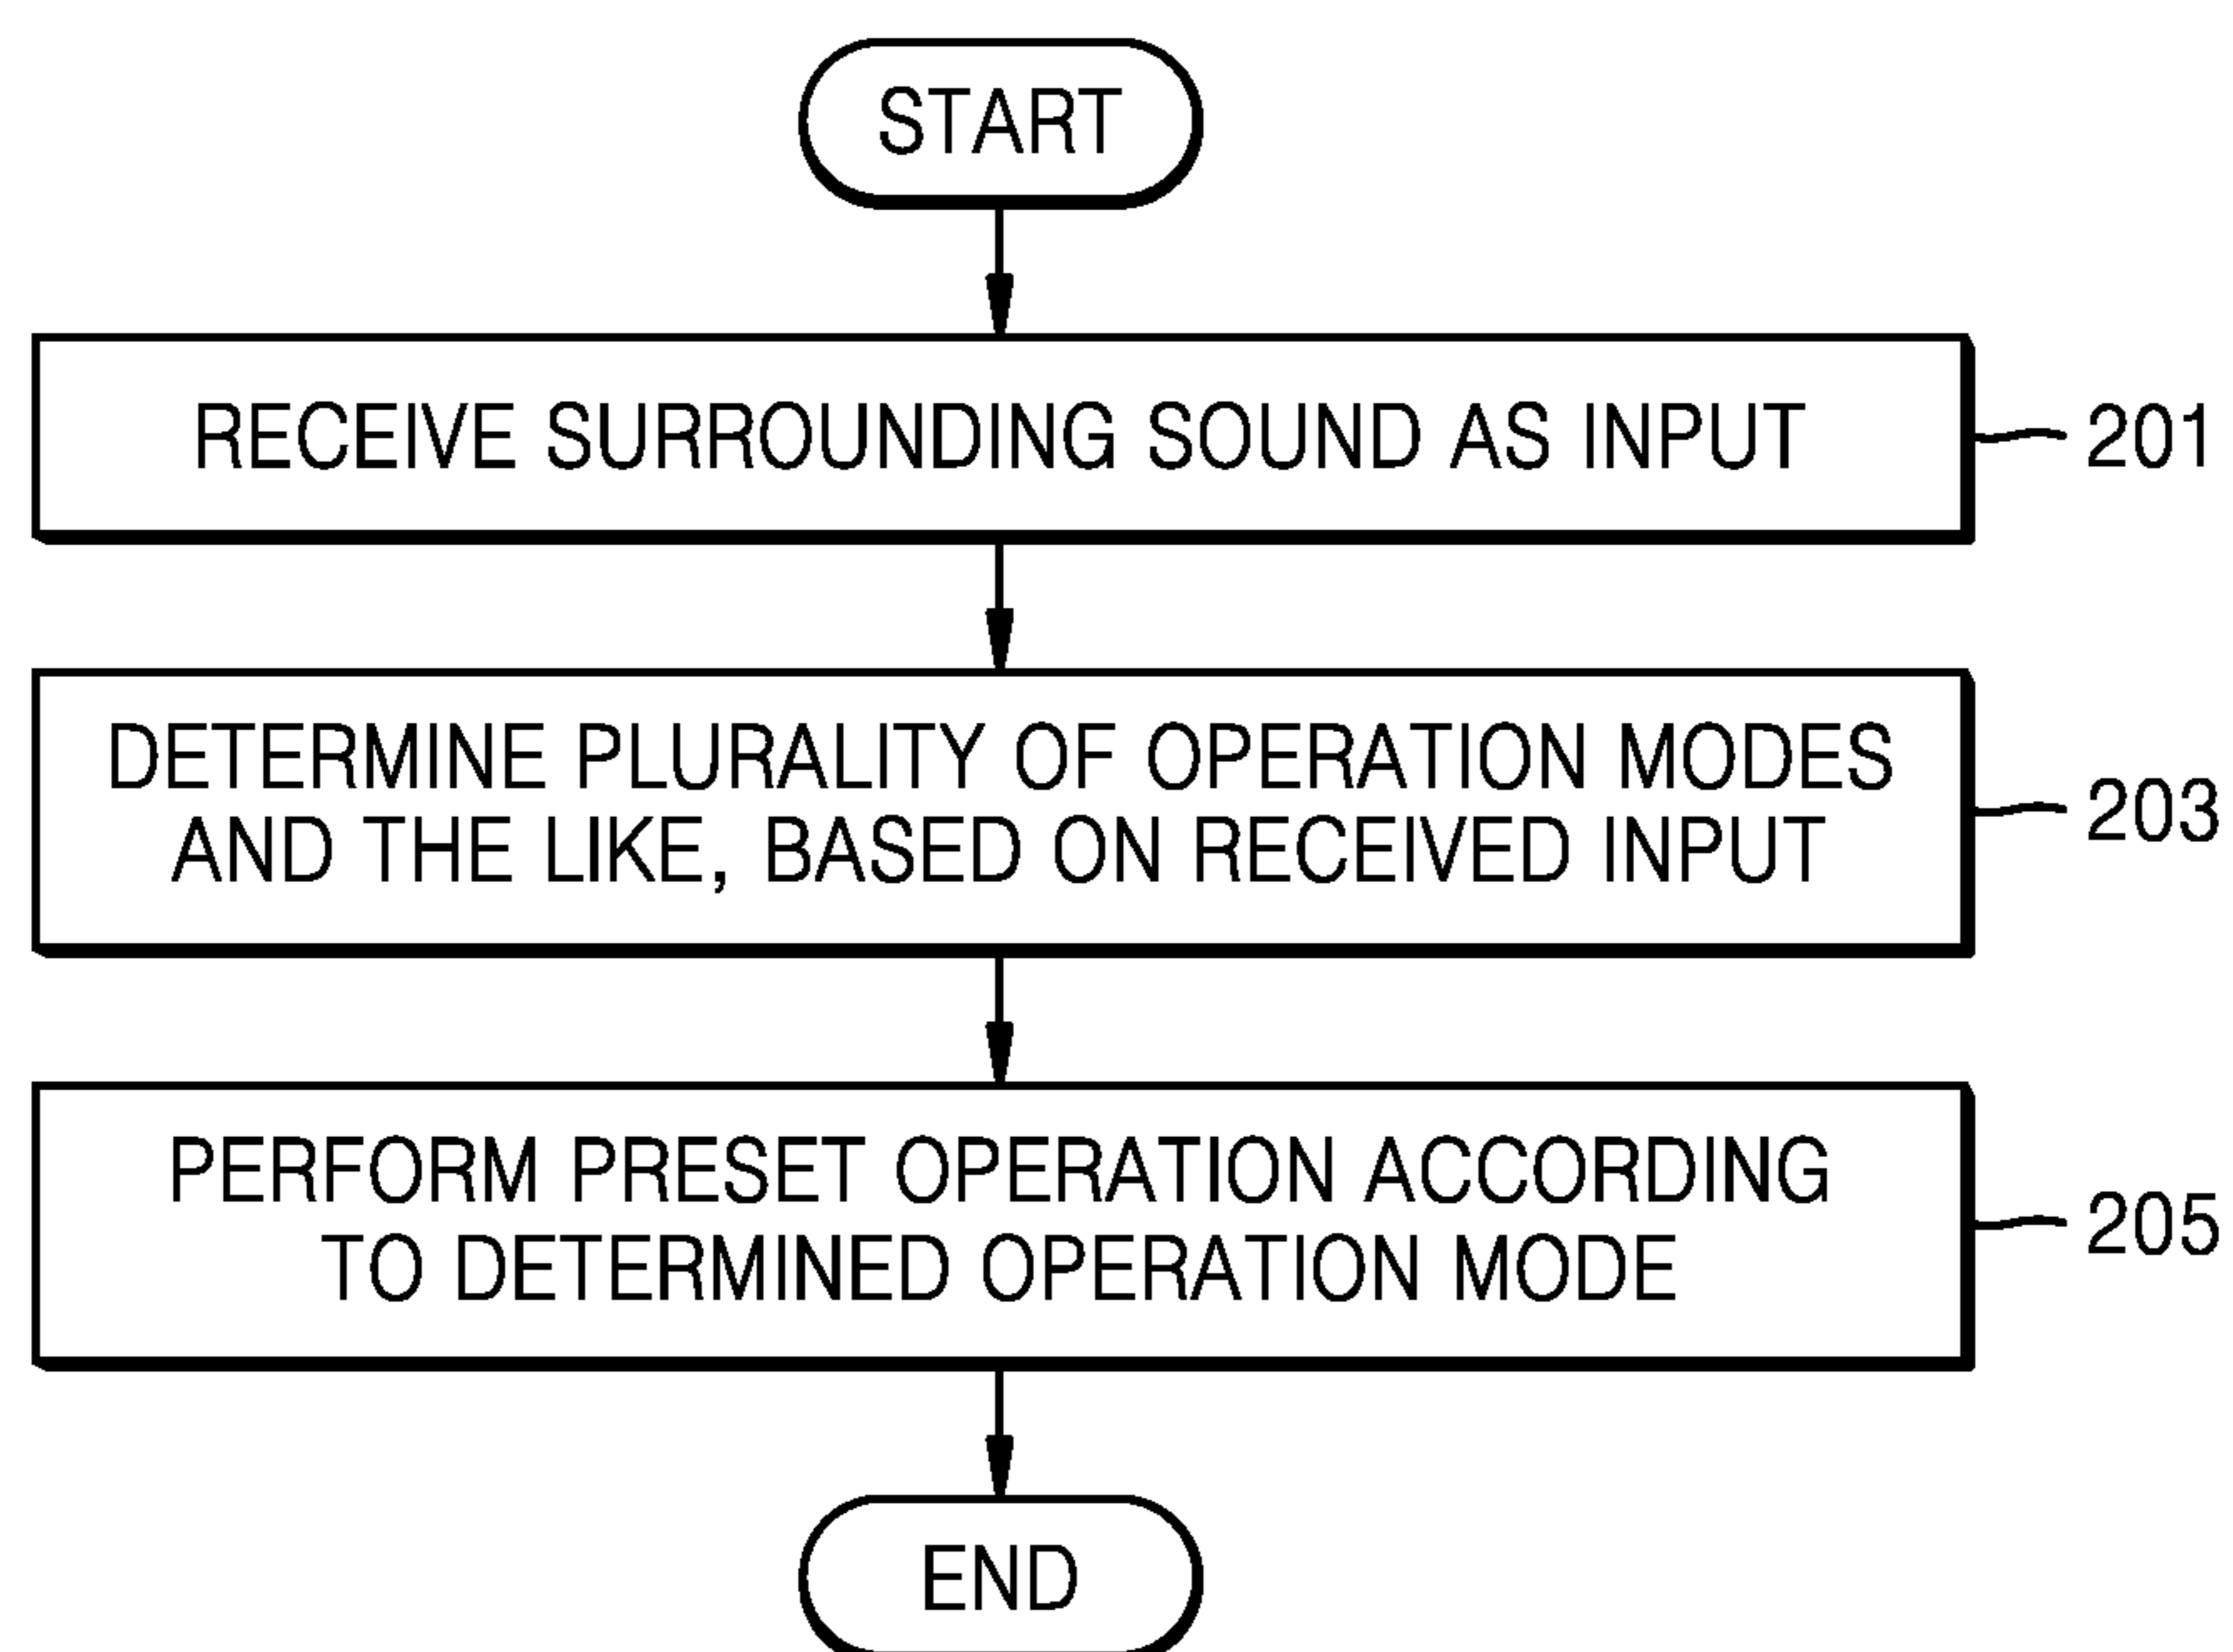 START
RECEIVE SURROUNDING SOUND AS INPUT
201
DETERMINE PLURALITY OF OPERATION MODES
AND THE LIKE, BASED ON RECEIVED INPUT
203
PERFORM PRESET OPERATION ACCORDING
TO DETERMINED OPERATION MODE
205
END